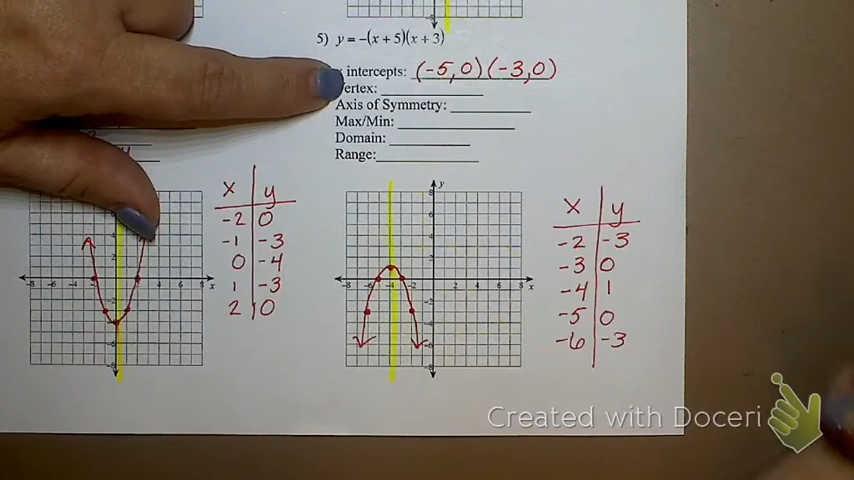 5) y = -(x + 5)(x + 3)
intercepts: (-5,0) (-3,0)
ertex:
Axis of Symmetry:
Max/Min:
Domain:
Range:
x y
-2 0
-1 -3
0 -4
1 -3
2 0
x y
-2 -3
-3 0
-4 1
-5 0
-6 -3
Created with Doceri